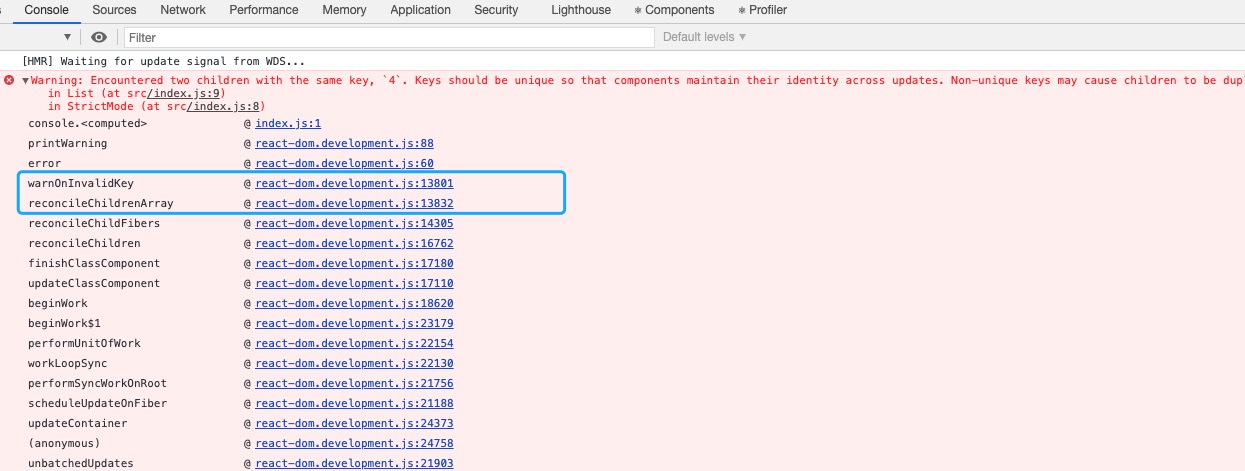 Console Sources Network Performance Memory Application Security Lighthouse Components Profiler
Filter Default levels ▼
[HMR] Waiting for update signal from WDS...
Warning: Encountered two children with the same key, `4`. Keys should be unique so that components maintain their identity across updates. Non-unique keys may cause children to be dup
in List (at src/index.js:9)
in StrictMode (at src/index.js:8)
console.<computed> @ index.js:1
printWarning @ react-dom.development.js:88
error @ react-dom.development.js:60
warnOnInvalidKey @ react-dom.development.js:13801
reconcileChildrenArray @ react-dom.development.js:13832
reconcileChildFibers @ react-dom.development.js:14305
reconcileChildren @ react-dom.development.js:16762
finishClassComponent @ react-dom.development.js:17180
updateClassComponent @ react-dom.development.js:17110
beginWork @ react-dom.development.js:18620
beginWork$1 @ react-dom.development.js:23179
performUnitOfWork @ react-dom.development.js:22154
workLoopSync @ react-dom.development.js:22130
performSyncWorkOnRoot @ react-dom.development.js:21756
scheduleUpdateOnFiber @ react-dom.development.js:21188
updateContainer @ react-dom.development.js:24373
(anonymous) @ react-dom.development.js:24758
unbatchedUpdates @ react-dom.development.js:21903